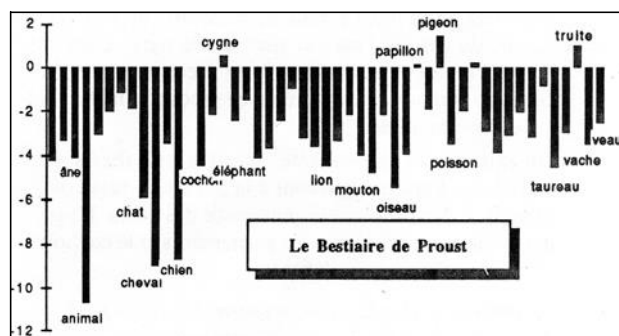 2
0
-2
-4
-6
-8
-10
-12
pigeon
cygne
papillon
truite
âne
cochon
éléphant
lion
mouton
oiseau
poisson
taureau
vache
veau
chat
cheval
chien
animal
Le Bestiaire de Proust